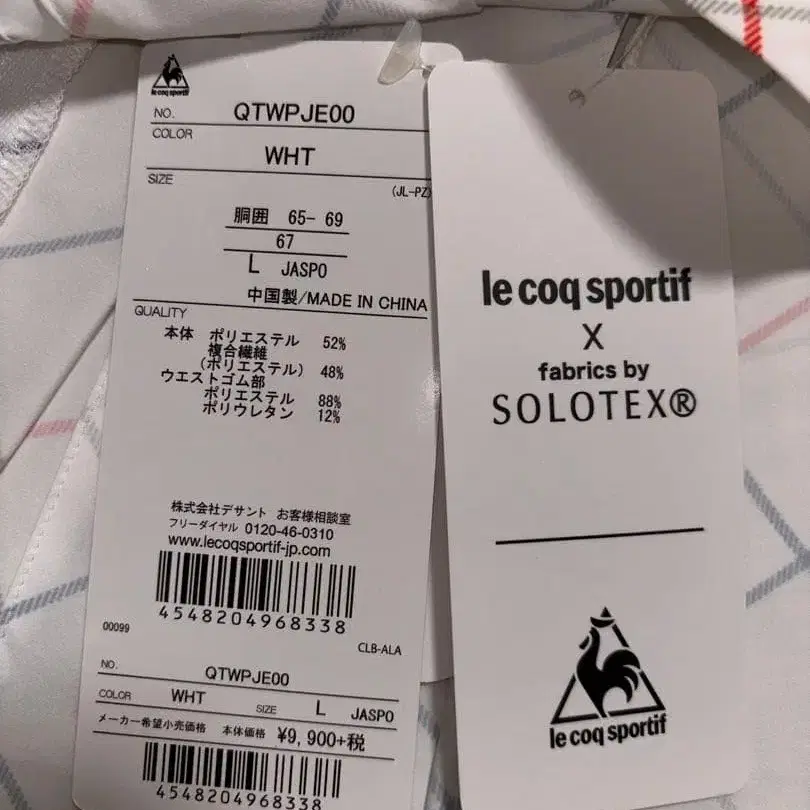 le coq sportif
NO. QTWPJE00
COLOR
WHT
SIZE
(JL-PZ)
胴囲 65- 69
67
L JASPO
中国製/MADE IN CHINA
QUALITY
本体 ポリエステル 52%
複合繊維
(ポリエステル) 48%
ウエストゴム部
ポリエステル 88%
ポリウレタン 12%
株式会社デサント お客様相談室
フリーダイヤル 0120-46-0310
www.lecoqsportif-jp.com
4548204968338
00099
CLB-ALA
NO. QTWPJE00
COLOR WHT SIZE L JASPO
メーカー希望小売価格 本体価格 ¥9,900+税
4548204968338
le coq sportif
X
fabrics by
SOLOTEX®
le coq sportif